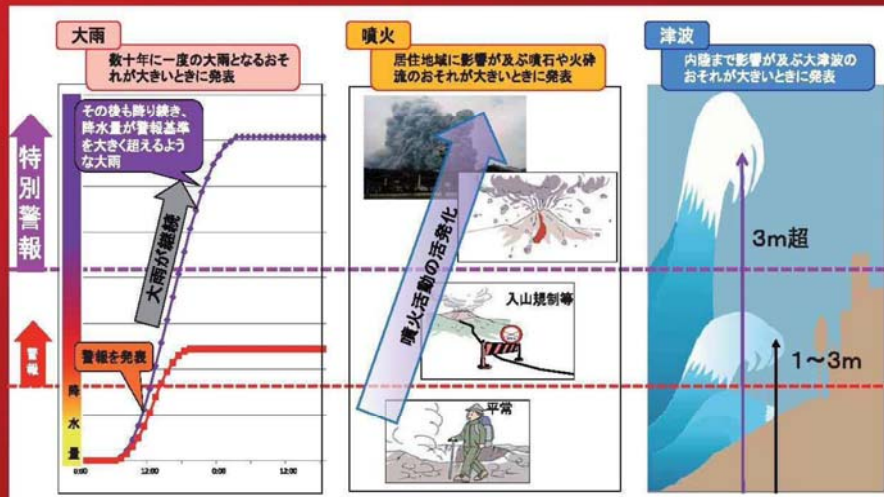 大雨
数十年に一度の大雨となるおそ
れが大きいときに発表
特別警報
警報
その後も降り続き、
降水量が警報基準
を大きく超えるよう
な大雨
大雨が継続
警報を発表
降水量
6:00
12:00
0:00
12:00
噴火
居住地域に影響が及ぶ噴石や火砕
流のおそれが大きいときに発表
噴火活動の活発化
入山規制等
平常
津波
内陸まで影響が及ぶ大津波の
おそれが大きいときに発表
3m超
1～3m